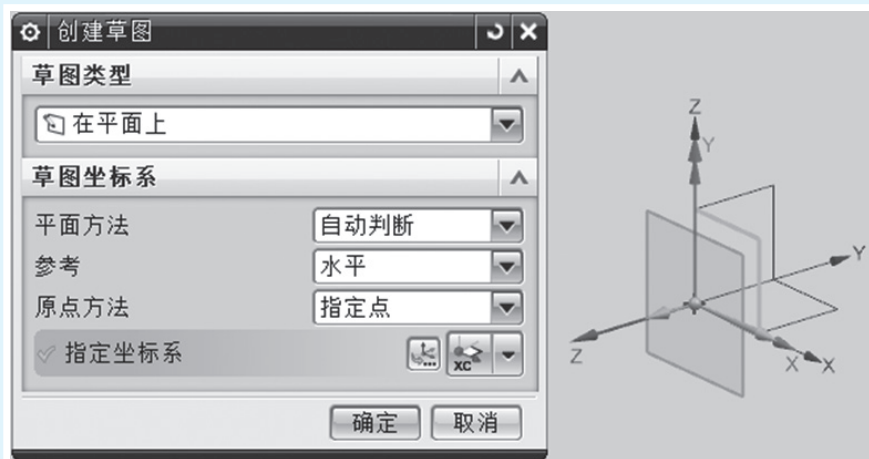 创建草图
草图类型
在平面上
草图坐标系
平面方法 自动判断
参考 水平
原点方法 指定点
指定坐标系 XC
确定 取消
Z
Y
Y
Z
X
X